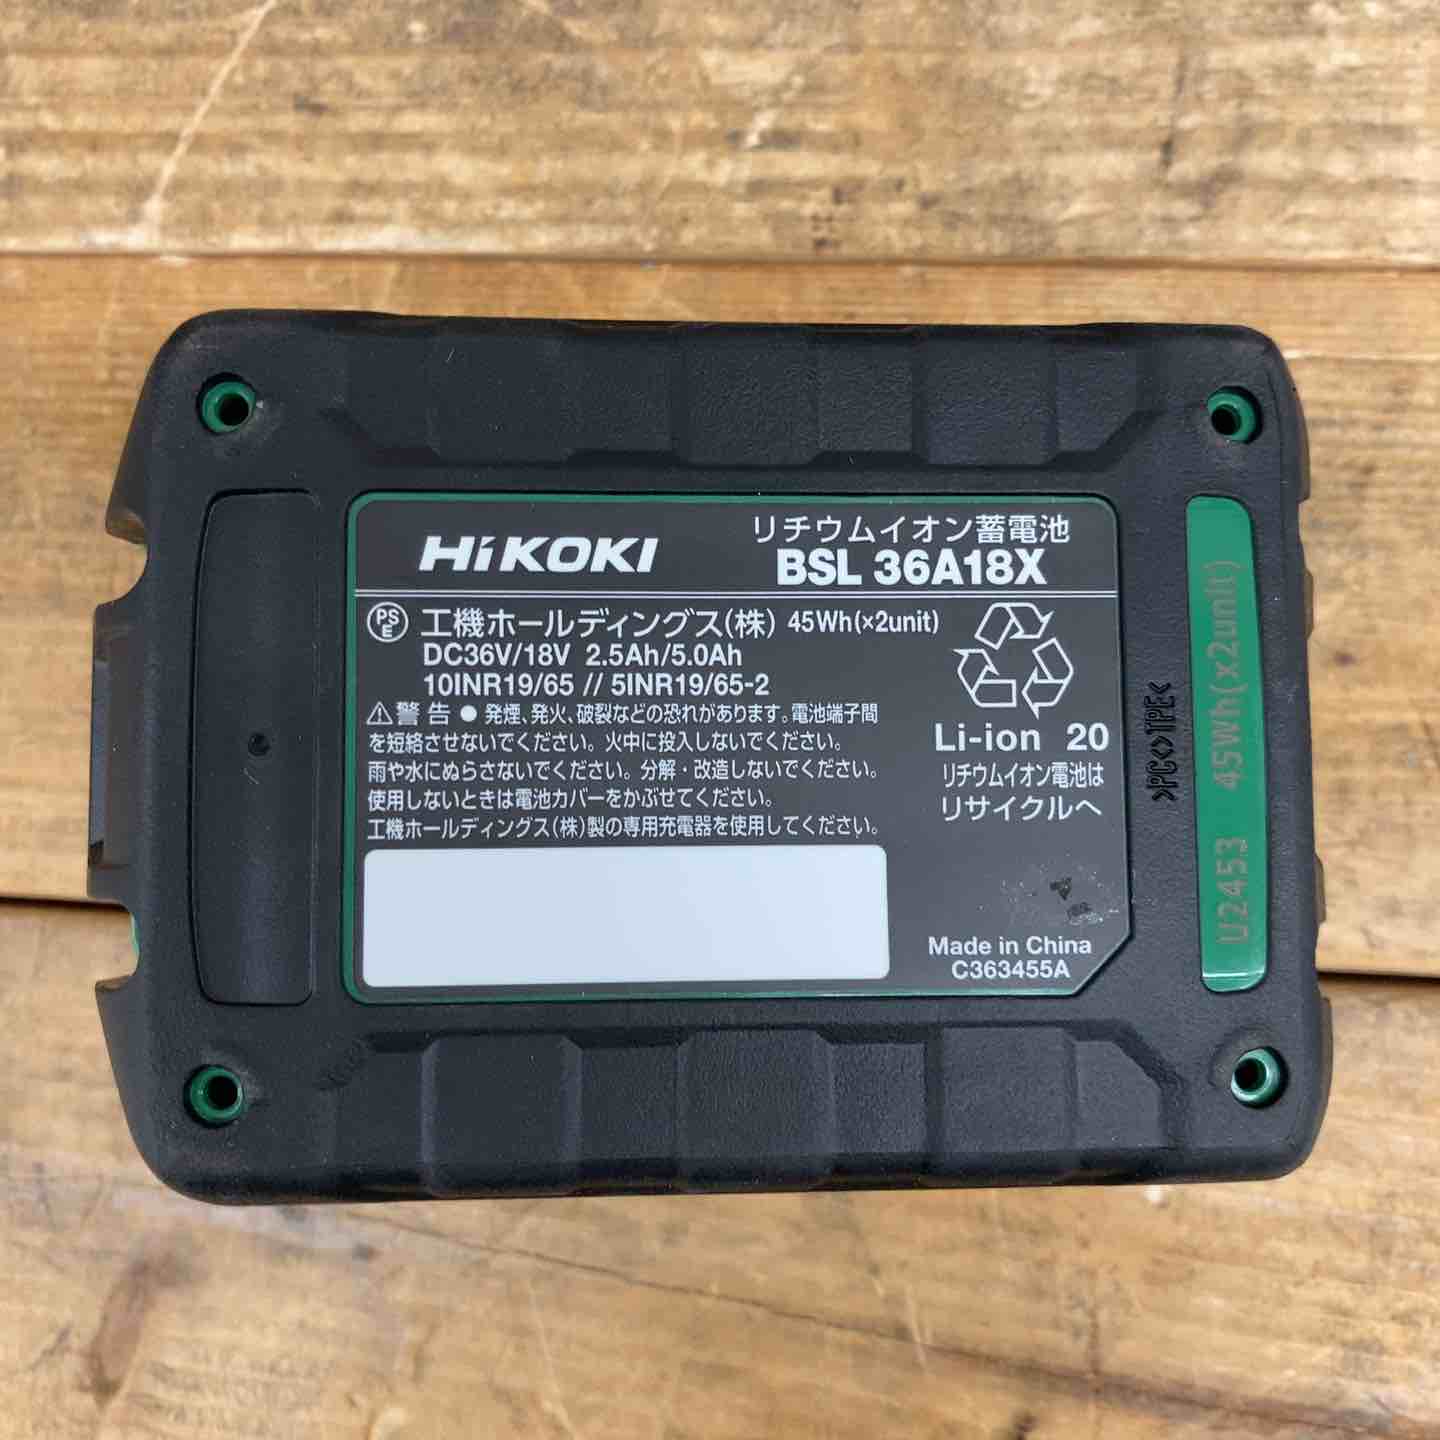 HiKOKI
リチウムイオン蓄電池
BSL 36A18X
PS
E
工機ホールディングス(株) 45Wh(×2unit)
DC36V/18V 2.5Ah/5.0Ah
10INR19/65 // 5INR19/65-2
⚠警告 ● 発煙、発火、破裂などの恐れがあります。電池端子間
を短絡させないでください。火中に投入しないでください。
雨や水にぬらさないでください。分解・改造しないでください。
使用しないときは電池カバーをかぶせてください。
工機ホールディングス(株)製の専用充電器を使用してください。
Li-ion 20
リチウムイオン電池は
リサイクルへ
Made in China
C363455A
>PC<>TPE<
U2453 45Wh(x2unit)